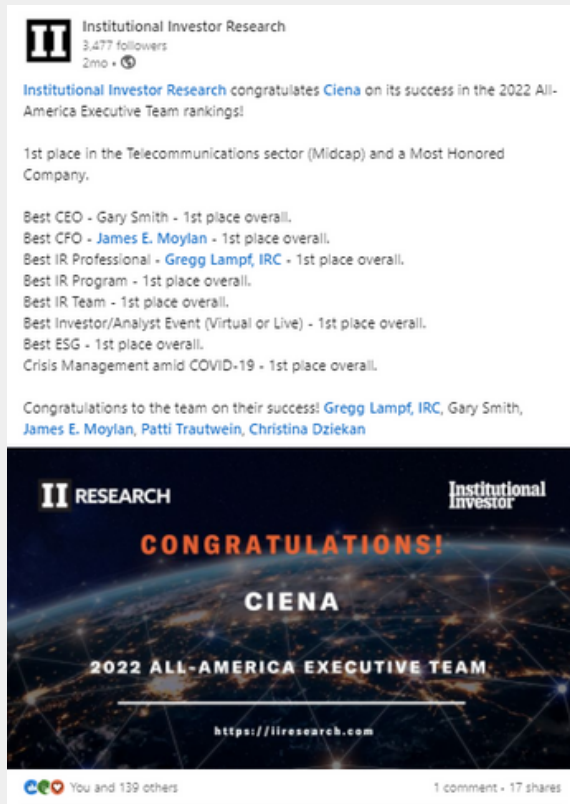 II
Institutional Investor Research
3,477 followers
2mo •
Institutional Investor Research congratulates Ciena on its success in the 2022 All-
America Executive Team rankings!
1st place in the Telecommunications sector (Midcap) and a Most Honored
Company.
Best CEO - Gary Smith - 1st place overall.
Best CFO - James E. Moylan - 1st place overall.
Best IR Professional - Gregg Lampf, IRC - 1st place overall.
Best IR Program - 1st place overall.
Best IR Team - 1st place overall.
Best Investor/Analyst Event (Virtual or Live) - 1st place overall.
Best ESG - 1st place overall.
Crisis Management amid COVID-19 - 1st place overall.
Congratulations to the team on their success! Gregg Lampf, IRC, Gary Smith,
James E. Moylan, Patti Trautwein, Christina Dziekan
II RESEARCH
Institutional
Investor
CONGRATULATIONS!
CIENA
2022 ALL-AMERICA EXECUTIVE TEAM
https://iiresearch.com
You and 139 others
1 comment • 17 shares